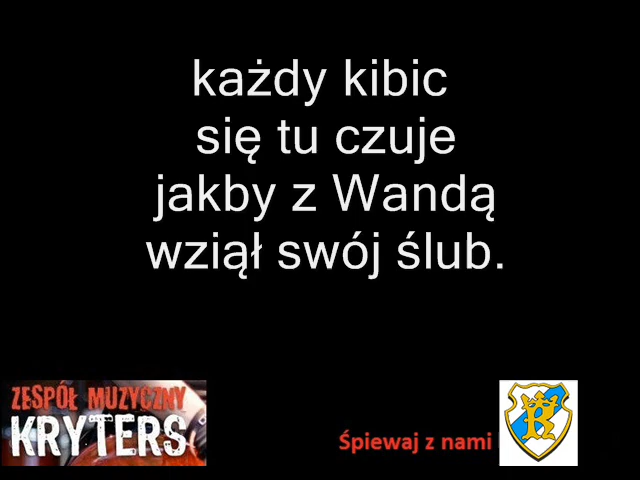 każdy kibic
się tu czuje
jakby z Wandą
wziął swój ślub.
ZESPÓŁ MUZYCZNY
KRYTERS
Śpiewaj z nami